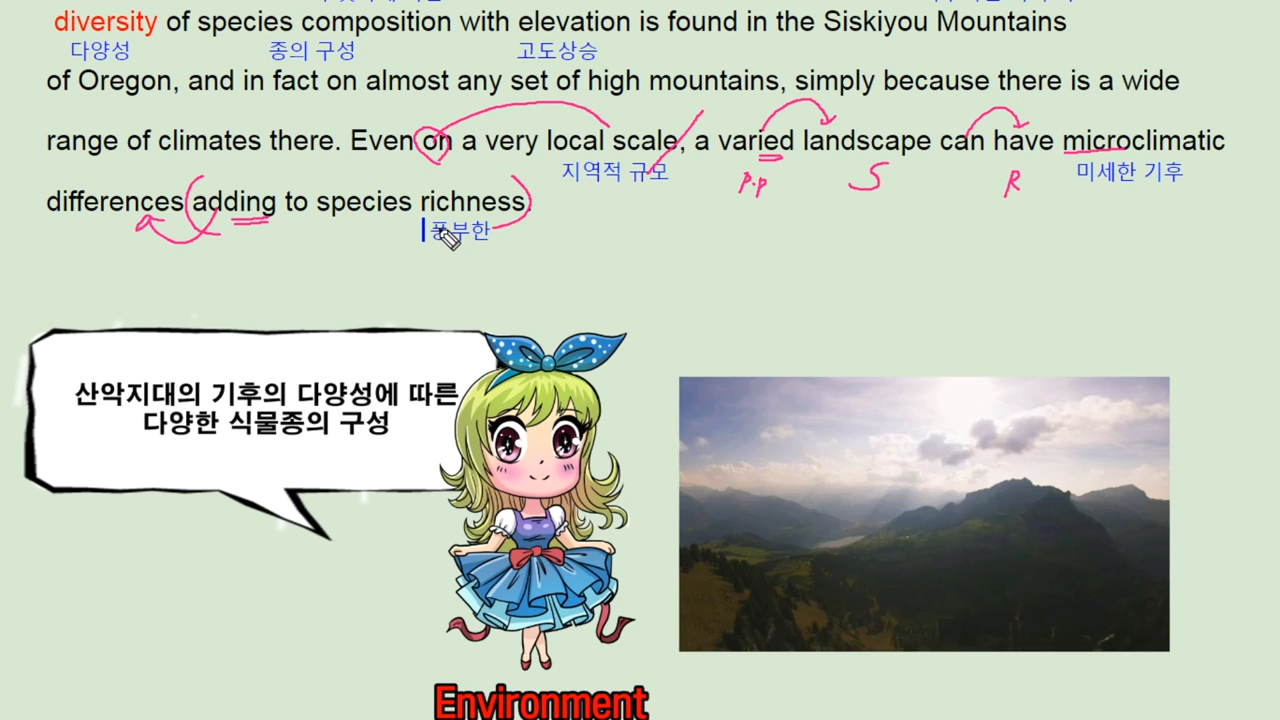 diversity of species composition with elevation is found in the Siskiyou Mountains
다양성 종의 구성 고도상승
of Oregon, and in fact on almost any set of high mountains, simply because there is a wide
range of climates there. Even on a very local scale, a varied landscape can have microclimatic
지역적 규모 p.p S 미세한 기후
differences adding to species richness.
풍부한
산악지대의 기후의 다양성에 따른
다양한 식물종의 구성
Environment